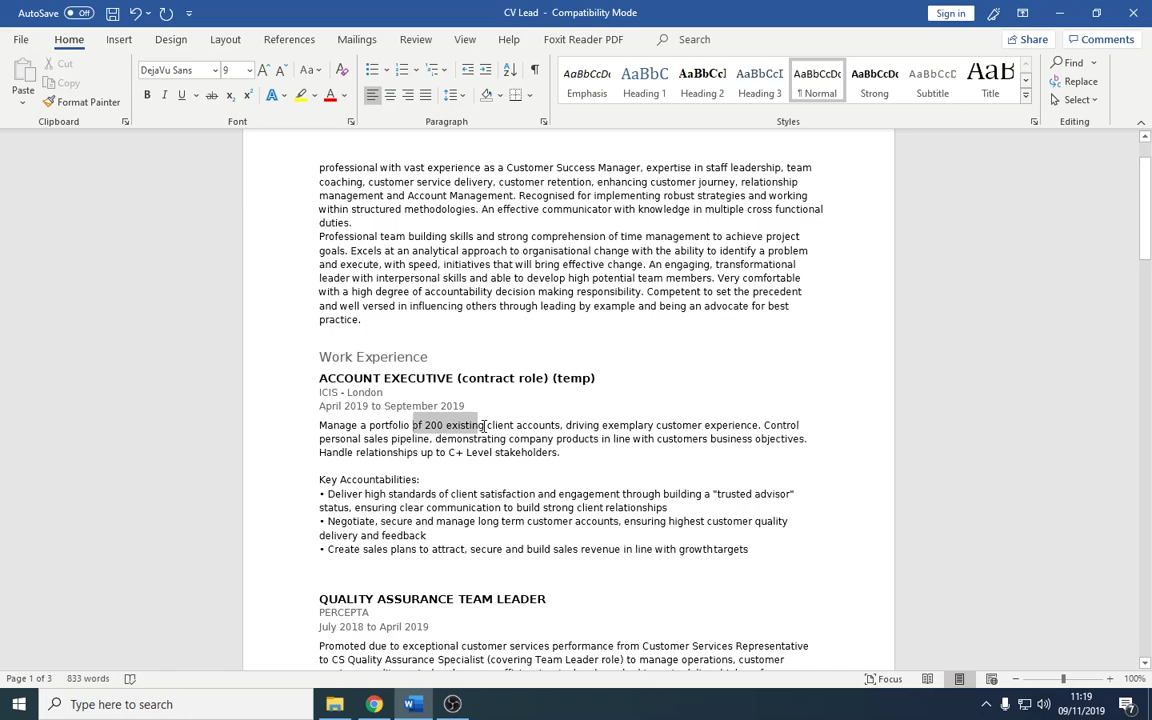 AutoSave Off CV Lead - Compatibility Mode Sign in
File Home Insert Design Layout References Mailings Review View Help Foxit Reader PDF Search Share Comments
Paste Cut Copy Format Painter
DejaVu Sans 9 Aa
B I U ab x₂ x² A A
AaBbCcDc AaBbC AaBbCcI AaBbCcI AaBbCcDc AaBbCcDc AaBbCcDc AaB
Emphasis Heading 1 Heading 2 Heading 3 ¶ Normal Strong Subtitle Title
Find Replace Select
Clipboard Font Paragraph Styles Editing
professional with vast experience as a Customer Success Manager, expertise in staff leadership, team
coaching, customer service delivery, customer retention, enhancing customer journey, relationship
management and Account Management. Recognised for implementing robust strategies and working
within structured methodologies. An effective communicator with knowledge in multiple cross functional
duties.
Professional team building skills and strong comprehension of time management to achieve project
goals. Excels at an analytical approach to organisational change with the ability to identify a problem
and execute, with speed, initiatives that will bring effective change. An engaging, transformational
leader with interpersonal skills and able to develop high potential team members. Very comfortable
with a high degree of accountability decision making responsibility. Competent to set the precedent
and well versed in influencing others through leading by example and being an advocate for best
practice.
Work Experience
ACCOUNT EXECUTIVE (contract role) (temp)
ICIS - London
April 2019 to September 2019
Manage a portfolio of 200 existing client accounts, driving exemplary customer experience. Control
personal sales pipeline, demonstrating company products in line with customers business objectives.
Handle relationships up to C+ Level stakeholders.
Key Accountabilities:
• Deliver high standards of client satisfaction and engagement through building a "trusted advisor"
status, ensuring clear communication to build strong client relationships
• Negotiate, secure and manage long term customer accounts, ensuring highest customer quality
delivery and feedback
• Create sales plans to attract, secure and build sales revenue in line with growthtargets
QUALITY ASSURANCE TEAM LEADER
PERCEPTA
July 2018 to April 2019
Promoted due to exceptional customer services performance from Customer Services Representative
to CS Quality Assurance Specialist (covering Team Leader role) to manage operations, customer
Page 1 of 3 833 words Focus 100%
Type here to search
11:19
09/11/2019
7